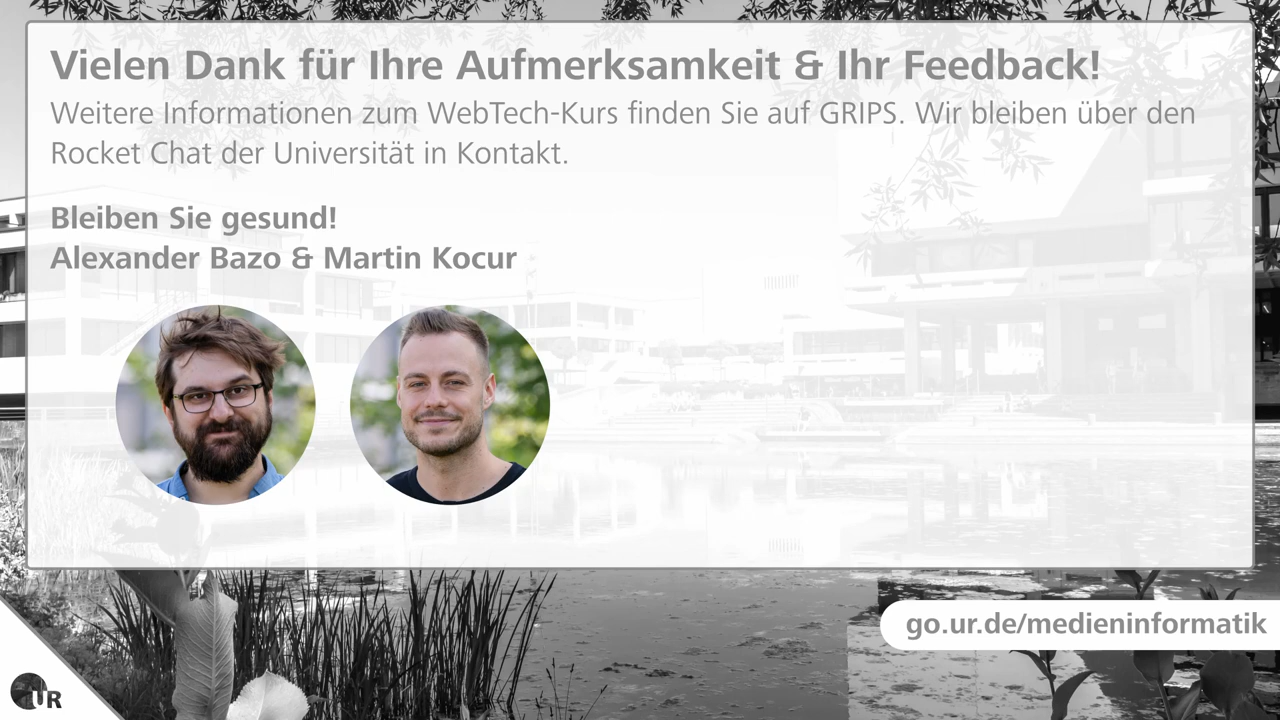 Vielen Dank für Ihre Aufmerksamkeit & Ihr Feedback!
Weitere Informationen zum WebTech-Kurs finden Sie auf GRIPS. Wir bleiben über den
Rocket Chat der Universität in Kontakt.
Bleiben Sie gesund!
Alexander Bazo & Martin Kocur
go.ur.de/medieninformatik
UR